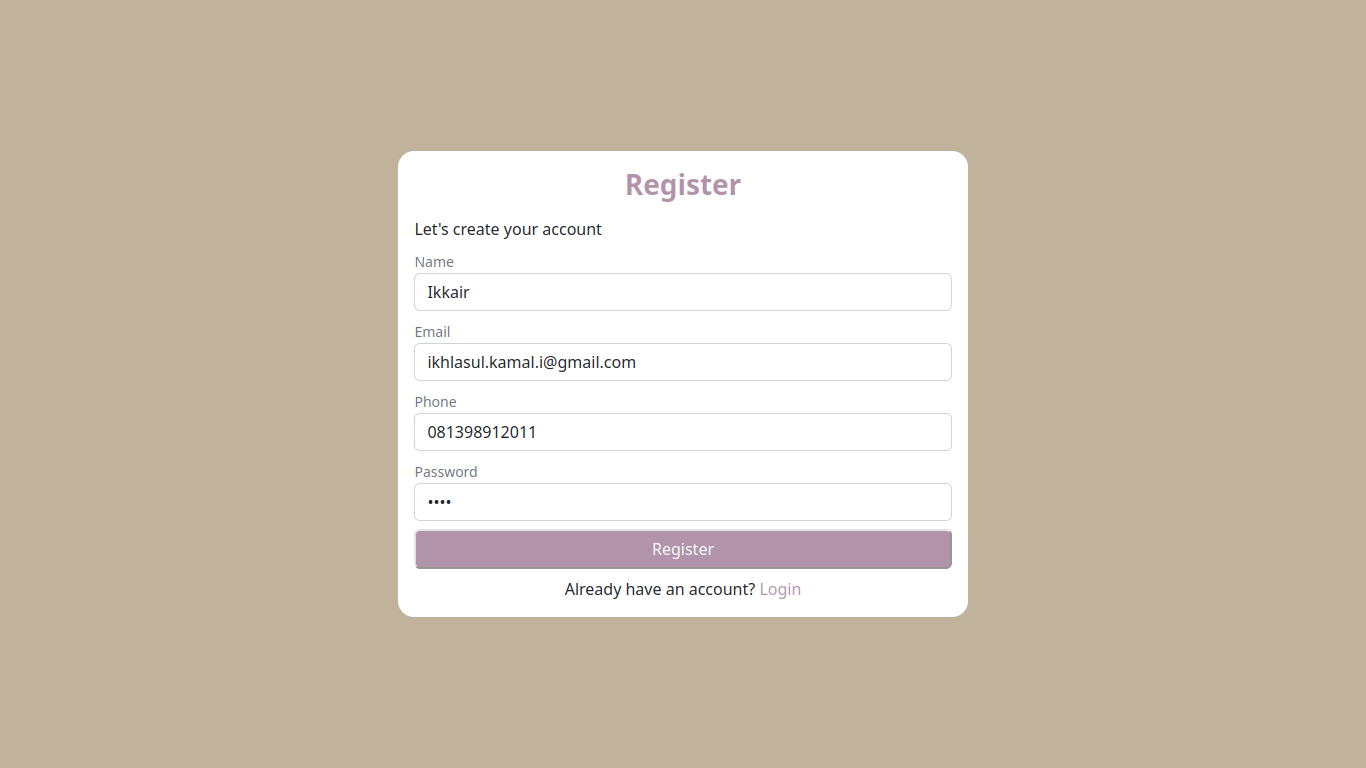 Register
Let's create your account
Name
Ikkair
Email
ikhlasul.kamal.i@gmail.com
Phone
081398912011
Password
••••
Register
Already have an account? Login